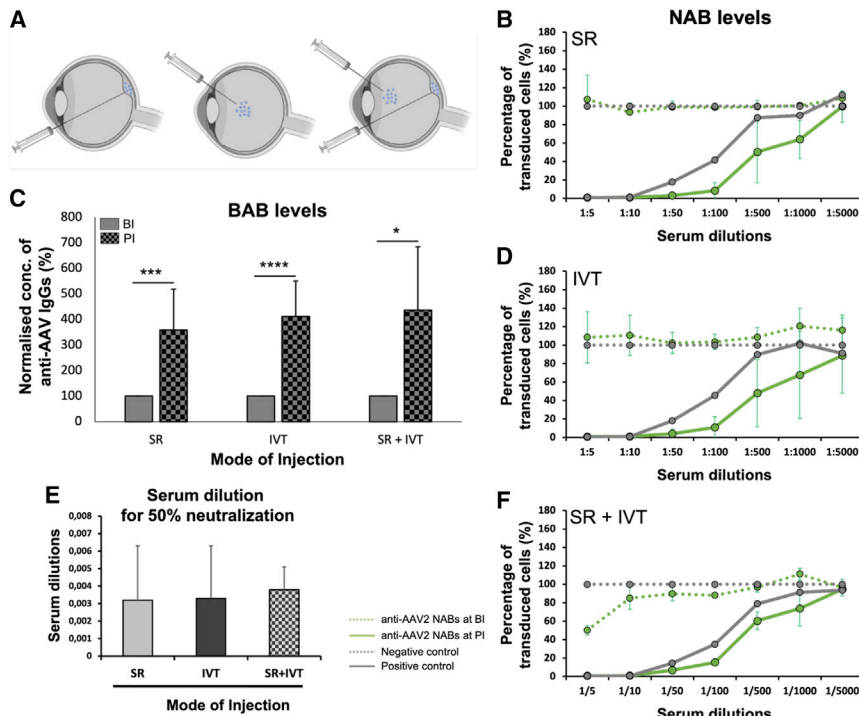 A
B
NAB levels
SR
Percentage of
transduced cells (%)
180
160
140
120
100
80
60
40
20
0
1:5
1:10
1:50
1:100
1:500
1:1000
1:5000
Serum dilutions
C
BAB levels
BI
PI
Normalised conc. of
anti-AAV IgGs (%)
800
700
600
500
400
300
200
100
0
***
****
*
SR
IVT
SR + IVT
Mode of Injection
D
IVT
Percentage of
transduced cells (%)
180
160
140
120
100
80
60
40
20
0
1:5
1:10
1:50
1:100
1:500
1:1000
1:5000
Serum dilutions
E
Serum dilution
for 50% neutralization
Serum dilutions
0,008
0,007
0,006
0,005
0,004
0,003
0,002
0,001
0
SR
IVT
SR+IVT
Mode of Injection
anti-AAV2 NABs at BI
anti-AAV2 NABs at PI
Negative control
Positive control
F
SR + IVT
Percentage of
transduced cells (%)
180
160
140
120
100
80
60
40
20
0
1/5
1/10
1/50
1/100
1/500
1/1000
1/5000
Serum dilutions